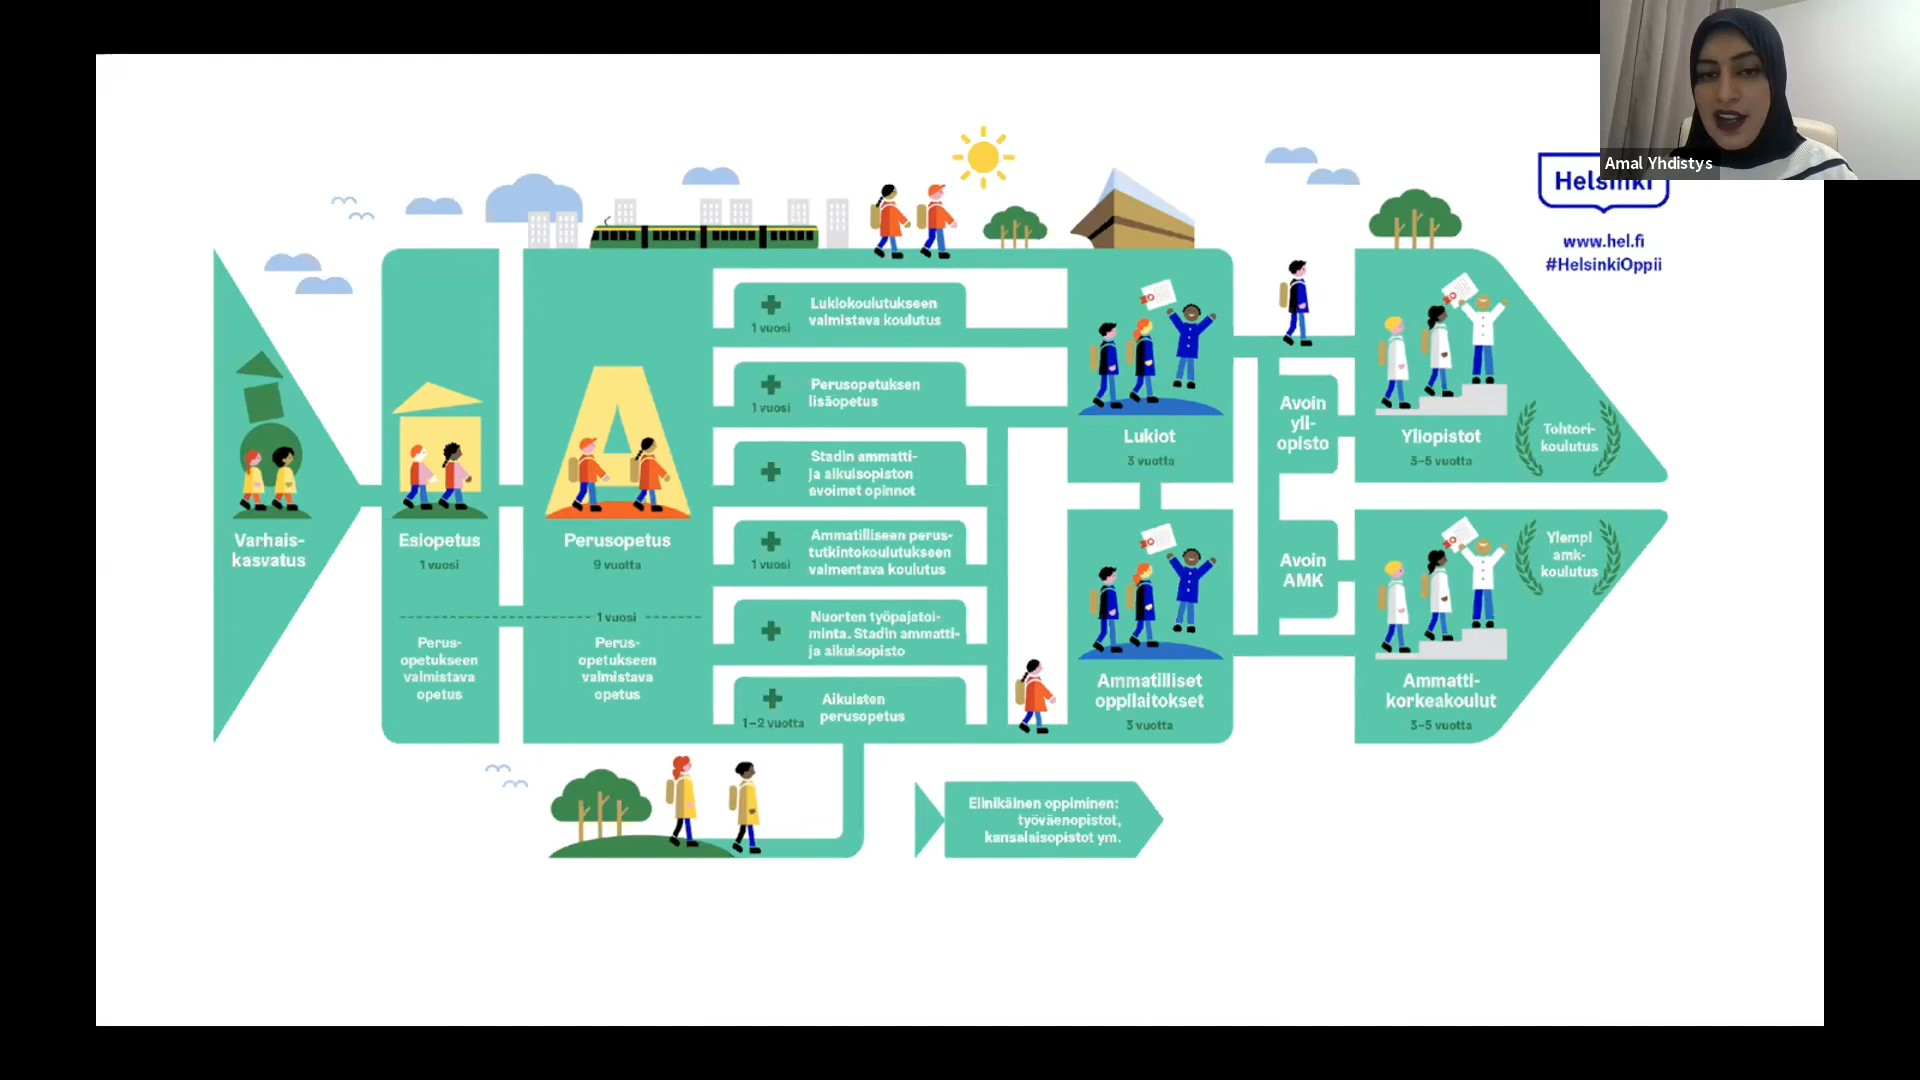 Amal Yhdistys
Helsinki
www.hel.fi
#HelsinkiOppii
Varhais-
kasvatus
Esiopetus
1 vuosi
Perusopetus
9 vuotta
1 vuosi
Perus-
opetukseen
valmistava
opetus
Perus-
opetukseen
valmistava
opetus
1 vuosi
Lukiokoulutukseen
valmistava koulutus
1 vuosi
Perusopetuksen
lisäopetus
Stadin ammatti-
ja aikuisopiston
avoimet opinnot
1 vuosi
Ammatilliseen perus-
tutkintokoulutukseen
valmentava koulutus
Nuorten työpajatoi-
minta. Stadin ammatti-
ja aikuisopisto
1–2 vuotta
Aikuisten
perusopetus
Lukiot
3 vuotta
Ammatilliset
oppilaitokset
3 vuotta
Avoin
yli-
opisto
Avoin
AMK
Yliopistot
3–5 vuotta
Tohtori-
koulutus
Ammatti-
korkeakoulut
3–5 vuotta
Ylempi
amk-
koulutus
Elinikäinen oppiminen:
työväenopistot,
kansalaisopistot ym.